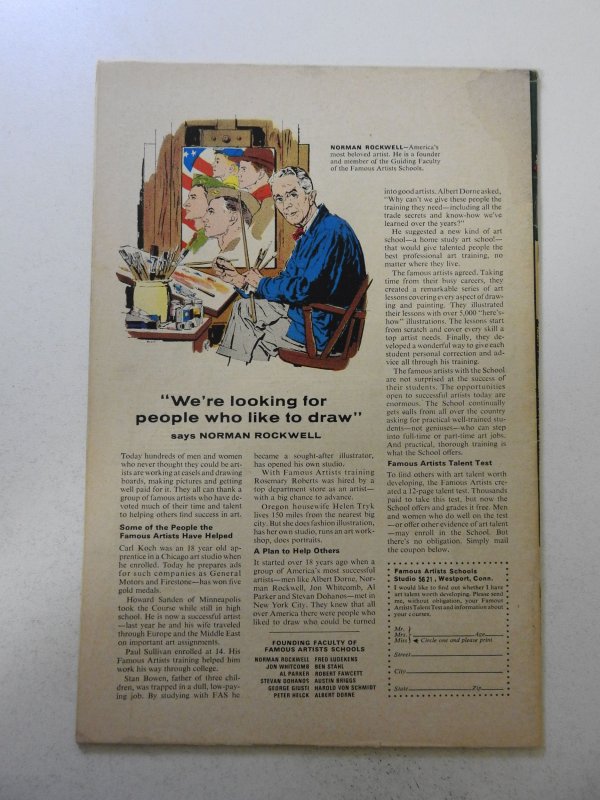 NORMAN ROCKWELL—America's
most beloved artist. He is a founder
and member of the Guiding Faculty
of the Famous Artists Schools.
"We're looking for
people who like to draw"
says NORMAN ROCKWELL
Today hundreds of men and women
who never thought they could be art-
ists are working at easels and drawing
boards, making pictures and getting
well paid for it. They all can thank a
group of famous artists who have de-
voted much of their time and talent
to helping others find success in art.
Some of the People the
Famous Artists Have Helped
Carl Koch was an 18 year old ap-
prentice in a Chicago art studio when
he enrolled. Today he prepares ads
for such companies as General
Motors and Firestone—has won five
gold medals.
Howard Sanden of Minneapolis
took the Course while still in high
school. He is now a successful artist
—last year he and his wife traveled
through Europe and the Middle East
on important art assignments.
Paul Sullivan enrolled at 14. His
Famous Artists training helped him
work his way through college.
Stan Bowen, father of three chil-
dren, was trapped in a dull, low-pay-
ing job. By studying with FAS he
became a sought-after illustrator,
has opened his own studio.
With Famous Artists training
Rosemary Roberts was hired by a
top department store as an artist—
with a big chance to advance.
Oregon housewife Helen Tryk
lives 150 miles from the nearest big
city. But she does fashion illustration,
has her own studio, runs an art work-
shop, does portraits.
A Plan to Help Others
It started over 18 years ago when a
group of America's most successful
artists—men like Albert Dorne, Nor-
man Rockwell, Jon Whitcomb, Al
Parker and Stevan Dohanos—met in
New York City. They knew that all
over America there were people who
liked to draw who could be turned
FOUNDING FACULTY OF
FAMOUS ARTISTS SCHOOLS
NORMAN ROCKWELL FRED LUDEKENS
JON WHITCOMB BEN STAHL
AL PARKER ROBERT FAWCETT
STEVAN DOHANOS AUSTIN BRIGGS
GEORGE GIUSTI HAROLD VON SCHMIDT
PETER HELCK ALBERT DORNE
into good artists. Albert Dorne asked,
"Why can't we give these people the
training they need—including all the
trade secrets and know-how we've
learned over the years?"
He suggested a new kind of art
school—a home study art school—
that would give talented people the
best professional art training, no
matter where they live.
The famous artists agreed. Taking
time from their busy careers, they
created a remarkable series of art
lessons covering every aspect of draw-
ing and painting. They illustrated
their lessons with over 5,000 "here's-
how" illustrations. The lessons start
from scratch and cover every skill a
top artist needs. Finally, they de-
veloped a wonderful way to give each
student personal correction and ad-
vice all through his training.
The famous artists with the School
are not surprised at the success of
their students. The opportunities
open to successful artists today are
enormous. The School continually
gets calls from all over the country
asking for practical well-trained stu-
dents—not geniuses—who can step
into full-time or part-time art jobs.
And practical, thorough training is
what the School offers.
Famous Artists Talent Test
To find others with art talent worth
developing, the Famous Artists cre-
ated a 12-page talent test. Thousands
paid to take this test, but now the
School offers and grades it free. Men
and women who do well on the test
—or offer other evidence of art talent
—may enroll in the School. But
there's no obligation. Simply mail
the coupon below.
Famous Artists Schools
Studio 5621, Westport, Conn.
I would like to find out whether I have
art talent worth developing. Please send
me, without obligation, your Famous
Artists Talent Test and information about
your courses.
Mr.
Mrs. Age
Miss Circle one and please print
Street
City
State Zip